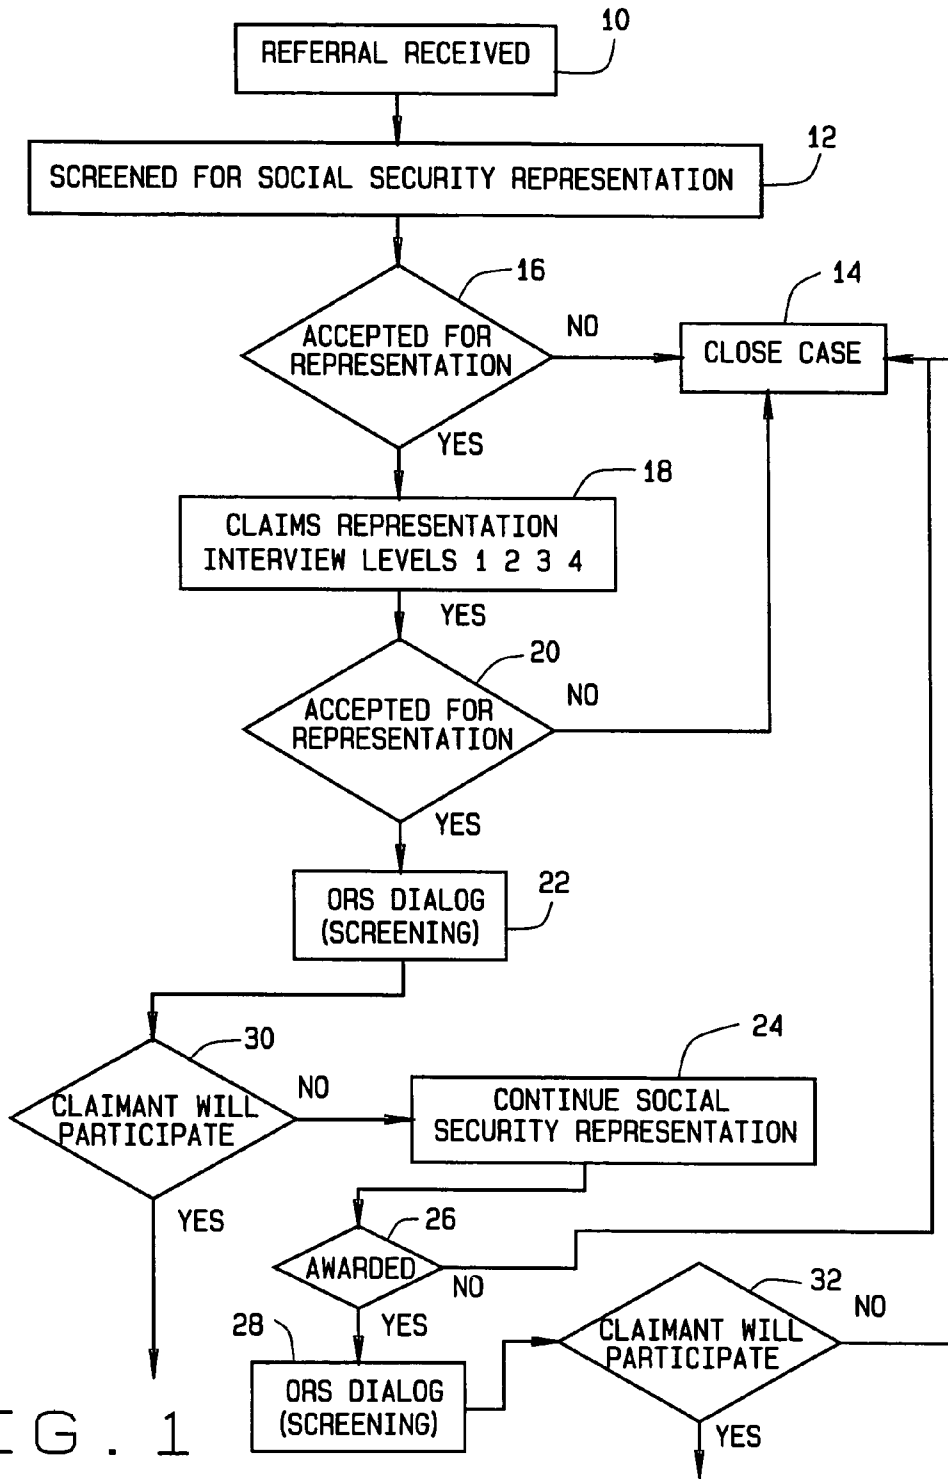 REFERRAL RECEIVED
10
SCREENED FOR SOCIAL SECURITY REPRESENTATION
12
16
ACCEPTED FOR
REPRESENTATION
NO
14
CLOSE CASE
YES
18
CLAIMS REPRESENTATION
INTERVIEW LEVELS 1 2 3 4
YES
20
ACCEPTED FOR
REPRESENTATION
NO
YES
22
ORS DIALOG
(SCREENING)
30
CLAIMANT WILL
PARTICIPATE
NO
24
CONTINUE SOCIAL
SECURITY REPRESENTATION
YES
26
AWARDED
NO
YES
28
ORS DIALOG
(SCREENING)
32
CLAIMANT WILL
PARTICIPATE
NO
YES
IG. 1